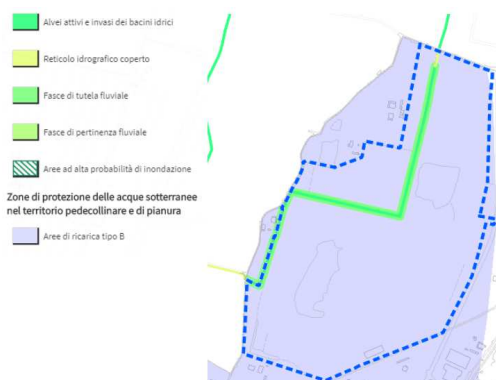 Alvei attivi e invasi dei bacini idrici
Reticolo idrografico coperto
Fasce di tutela fluviale
Fasce di pertinenza fluviale
Aree ad alta probabilità di inondazione
Zone di protezione delle acque sotterranee
nel territorio pedecollinare e di pianura
Aree di ricarica tipo B